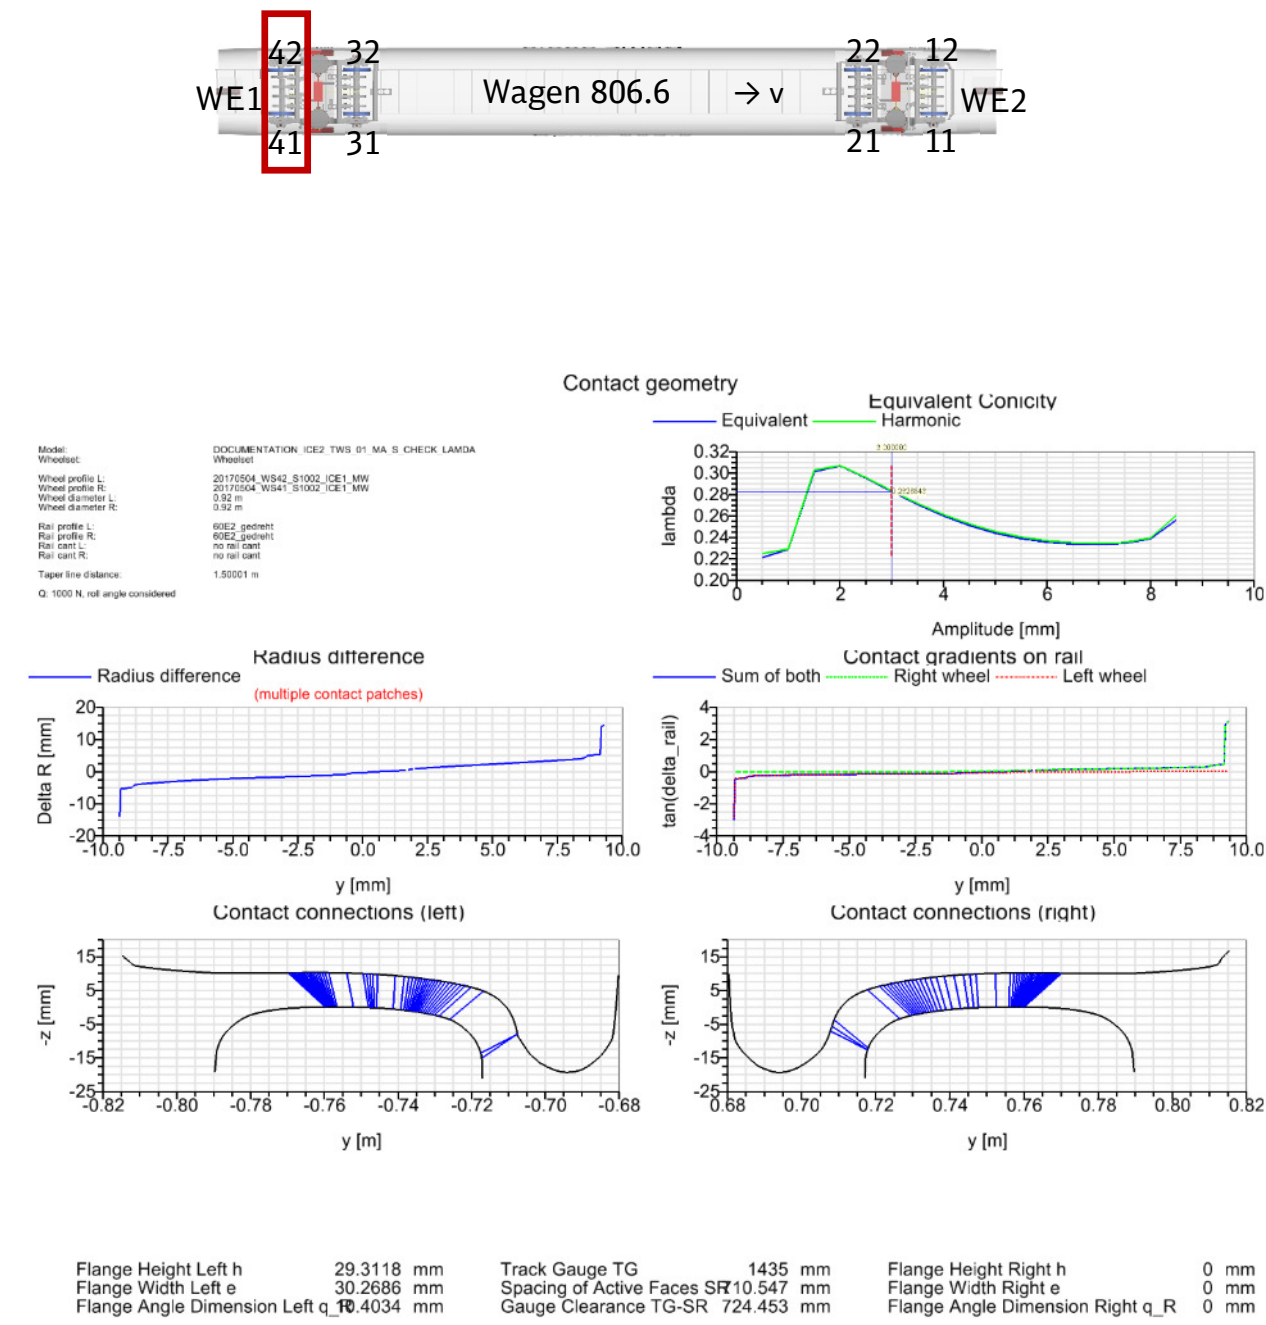 42 32 22 12
WE1 Wagen 806.6 → v WE2
41 31 21 11
Contact geometry
Equivalent Conicity
Equivalent Harmonic
Model: DOCUMENTATION_ICE2_TWS_01_MA_S_CHECK_LAMDA
Wheelset: Wheelset
Wheel profile L: 20170504_WS42_S1002_ICE1_MW
Wheel profile R: 20170504_WS41_S1002_ICE1_MW
Wheel diameter L: 0.92 m
Wheel diameter R: 0.92 m
Rail profile L: 60E2_gedreht
Rail profile R: 60E2_gedreht
Rail cant L: no rail cant
Rail cant R: no rail cant
Taper line distance: 1.50001 m
Q: 1000 N, roll angle considered
lambda
0.32
0.30
0.28
0.26
0.24
0.22
0.20
0 2 4 6 8 10
Amplitude [mm]
Radius difference
Radius difference
(multiple contact patches)
Delta R [mm]
20
10
0
-10
-20
-10.0 -7.5 -5.0 -2.5 0.0 2.5 5.0 7.5 10.0
y [mm]
Contact gradients on rail
Sum of both Right wheel Left wheel
tan(delta_rail)
4
2
0
-2
-4
-10.0 -7.5 -5.0 -2.5 0.0 2.5 5.0 7.5 10.0
y [mm]
Contact connections (left)
-z [mm]
15
5
-5
-15
-25
-0.82 -0.80 -0.78 -0.76 -0.74 -0.72 -0.70 -0.68
y [m]
Contact connections (right)
-z [mm]
15
5
-5
-15
-25
0.68 0.70 0.72 0.74 0.76 0.78 0.80 0.82
y [m]
Flange Height Left h 29.3118 mm
Flange Width Left e 30.2686 mm
Flange Angle Dimension Left q_R 10.4034 mm
Track Gauge TG 1435 mm
Spacing of Active Faces SR 710.547 mm
Gauge Clearance TG-SR 724.453 mm
Flange Height Right h 0 mm
Flange Width Right e 0 mm
Flange Angle Dimension Right q_R 0 mm